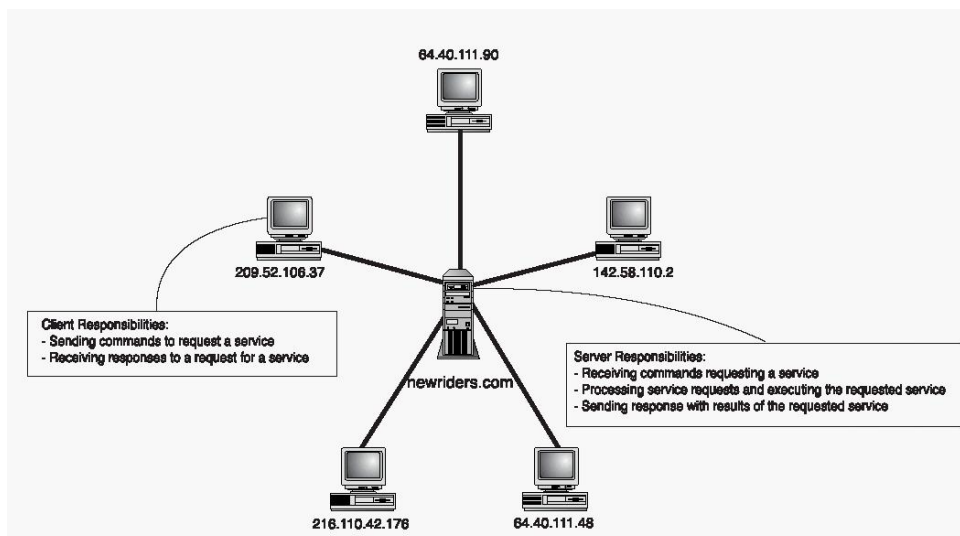 64.40.111.90
209.52.106.37
142.58.110.2
Client Responsibilities:
- Sending commands to request a service
- Receiving responses to a request for a service
newriders.com
Server Responsibilities:
- Receiving commands requesting a service
- Processing service requests and executing the requested service
- Sending response with results of the requested service
216.110.42.176
64.40.111.48